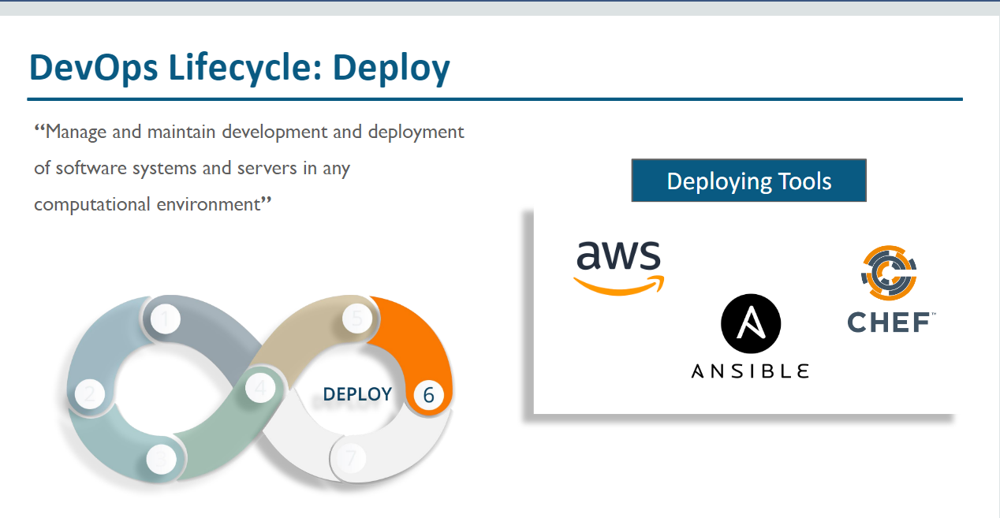 DevOps Lifecycle: Deploy
“Manage and maintain development and deployment
of software systems and servers in any
computational environment”
Deploying Tools
aws
CHEF™
ANSIBLE
1
5
2
4
DEPLOY
6
3
7